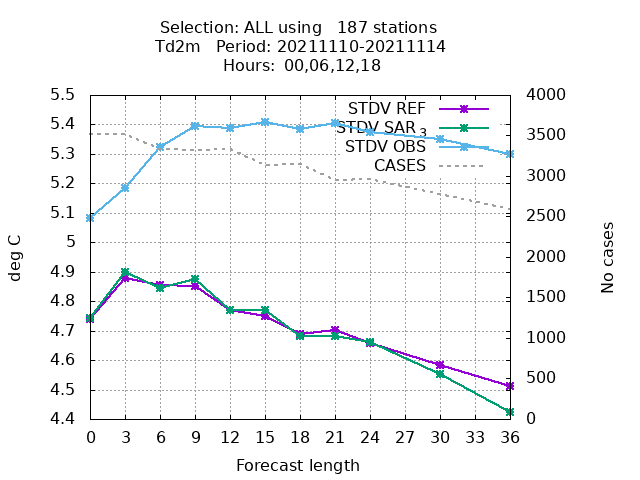 Selection: ALL using   187 stations
Td2m   Period: 20211110-20211114
Hours:  00,06,12,18
STDV REF
STDV SAR 3
STDV OBS
CASES
5.5
5.4
5.3
5.2
5.1
5
4.9
4.8
4.7
4.6
4.5
4.4
4000
3500
3000
2500
2000
1500
1000
500
0
deg C
No cases
0 3 6 9 12 15 18 21 24 27 30 33 36
Forecast length